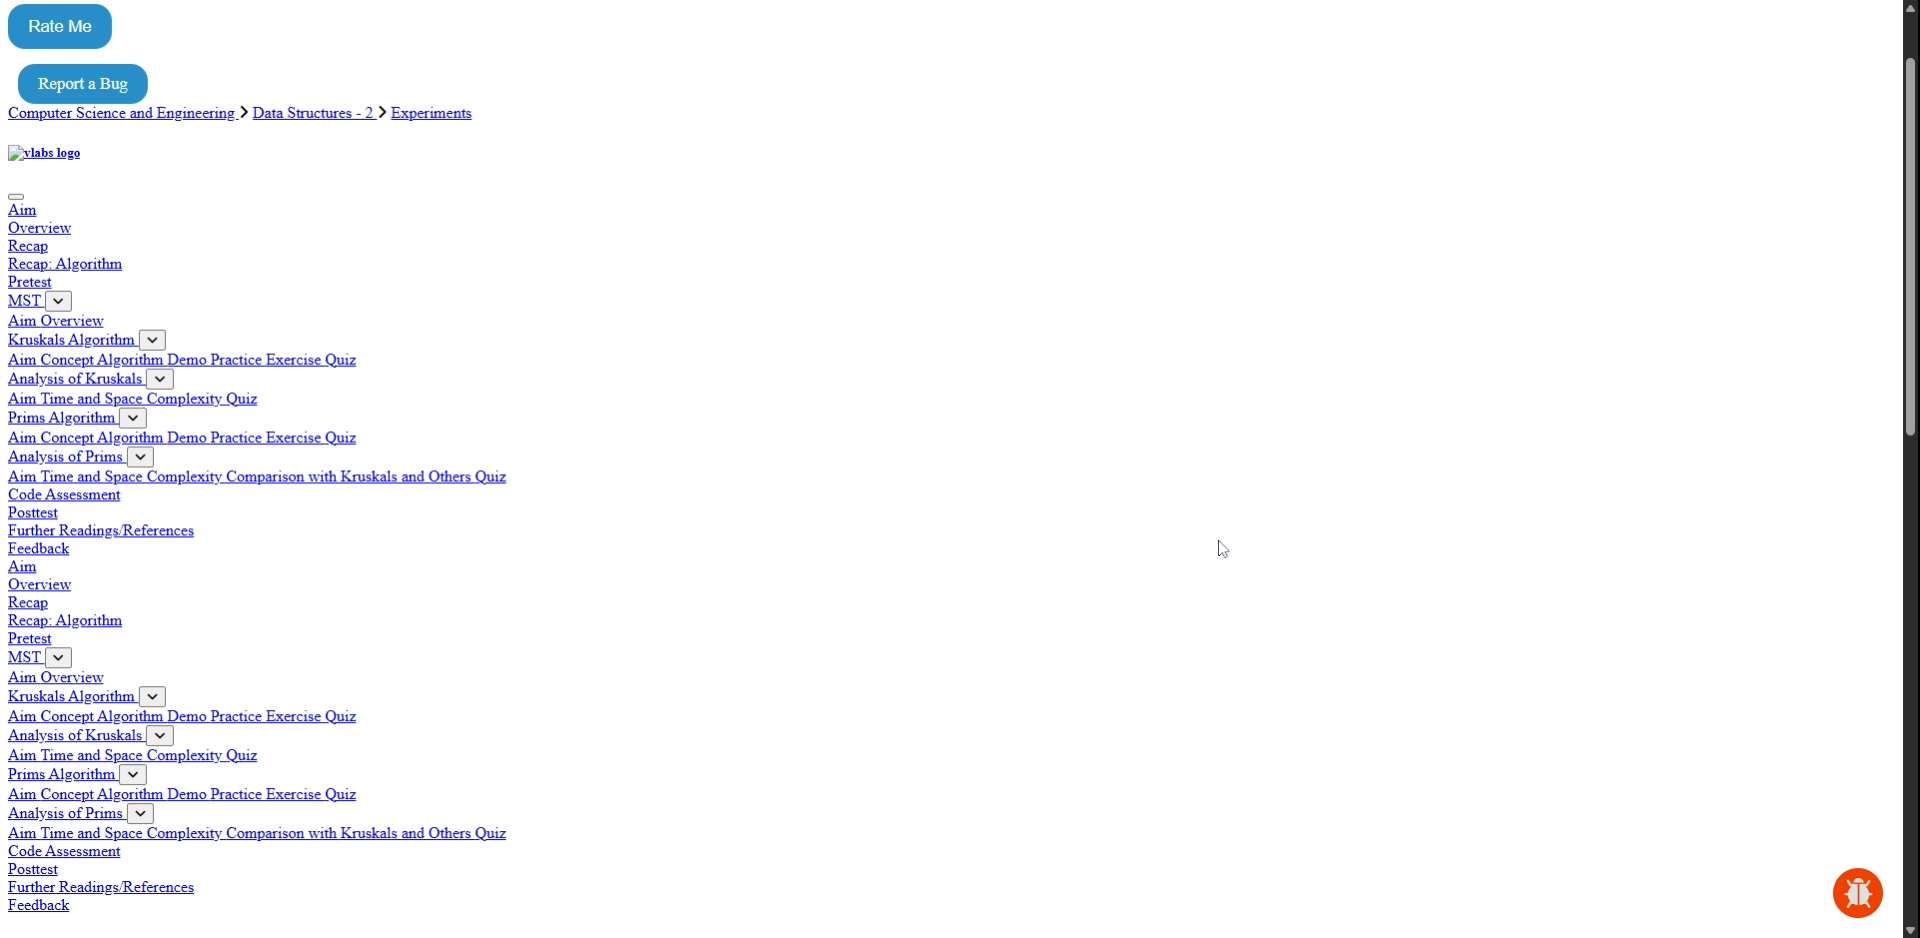 Rate Me
Report a Bug
Computer Science and Engineering > Data Structures - 2 > Experiments
vlabs logo
Aim
Overview
Recap
Recap: Algorithm
Pretest
MST
Aim Overview
Kruskals Algorithm
Aim Concept Algorithm Demo Practice Exercise Quiz
Analysis of Kruskals
Aim Time and Space Complexity Quiz
Prims Algorithm
Aim Concept Algorithm Demo Practice Exercise Quiz
Analysis of Prims
Aim Time and Space Complexity Comparison with Kruskals and Others Quiz
Code Assessment
Posttest
Further Readings/References
Feedback
Aim
Overview
Recap
Recap: Algorithm
Pretest
MST
Aim Overview
Kruskals Algorithm
Aim Concept Algorithm Demo Practice Exercise Quiz
Analysis of Kruskals
Aim Time and Space Complexity Quiz
Prims Algorithm
Aim Concept Algorithm Demo Practice Exercise Quiz
Analysis of Prims
Aim Time and Space Complexity Comparison with Kruskals and Others Quiz
Code Assessment
Posttest
Further Readings/References
Feedback